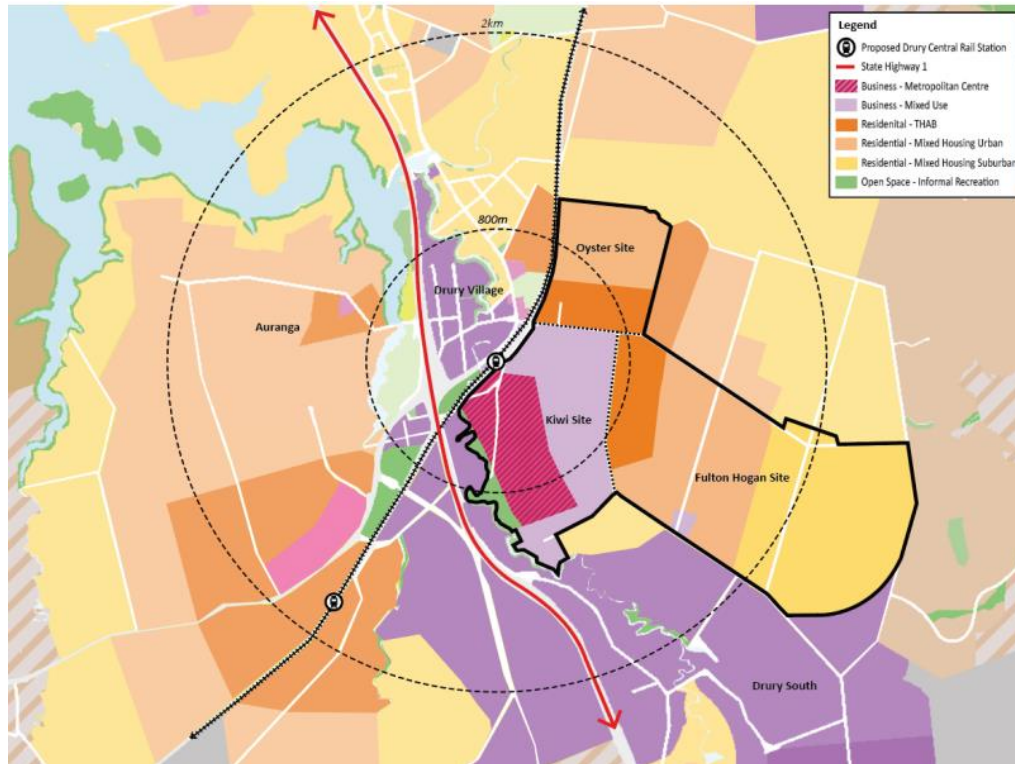 2km
800m
Oyster Site
Drury Village
Auranga
Kiwi Site
Fulton Hogan Site
Drury South
Legend
Proposed Drury Central Rail Station
State Highway 1
Business - Metropolitan Centre
Business - Mixed Use
Residenital - THAB
Residential - Mixed Housing Urban
Residential - Mixed Housing Suburban
Open Space - Informal Recreation